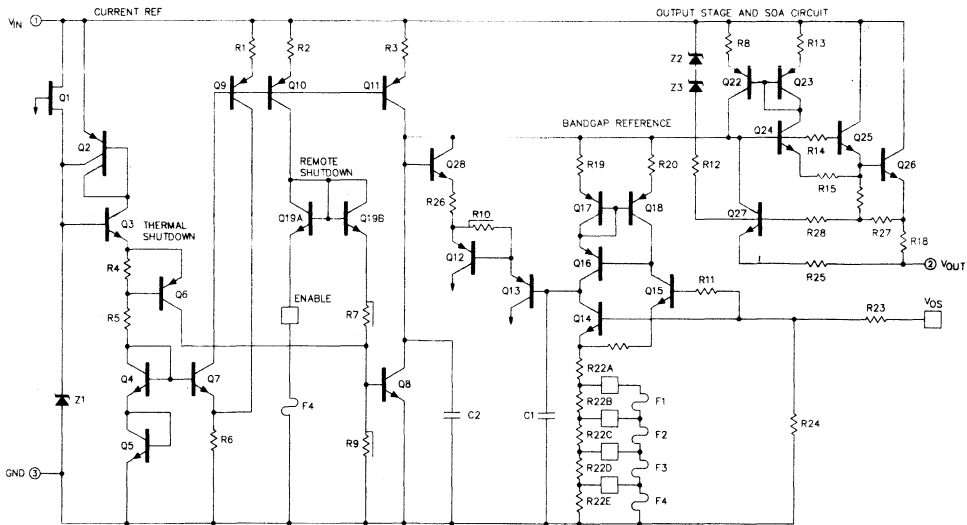 CURRENT REF
OUTPUT STAGE AND SOA CIRCUIT
VIN 1
R1
R2
R3
R8
R13
Z2
Z3
Q1
Q9
Q10
Q11
Q22
Q23
Q2
BANDGAP REFERENCE
Q24
Q25
R14
Q28
R19
R20
R12
Q26
REMOTE
SHUTDOWN
R15
Q3
Q19A
Q19B
R26
R10
Q17
Q18
Q27
THERMAL
SHUTDOWN
R28
R27
R18
R4
Q12
Q16
R25
2 VOUT
Q6
ENABLE
Q13
Q15
R11
R5
R7
Q14
R23
VOS
Q4
Q7
Q8
R22A
Z1
F4
C2
C1
R22B
F1
R24
Q5
R6
R9
R22C
F2
GND 3
R22D
F3
R22E
F4